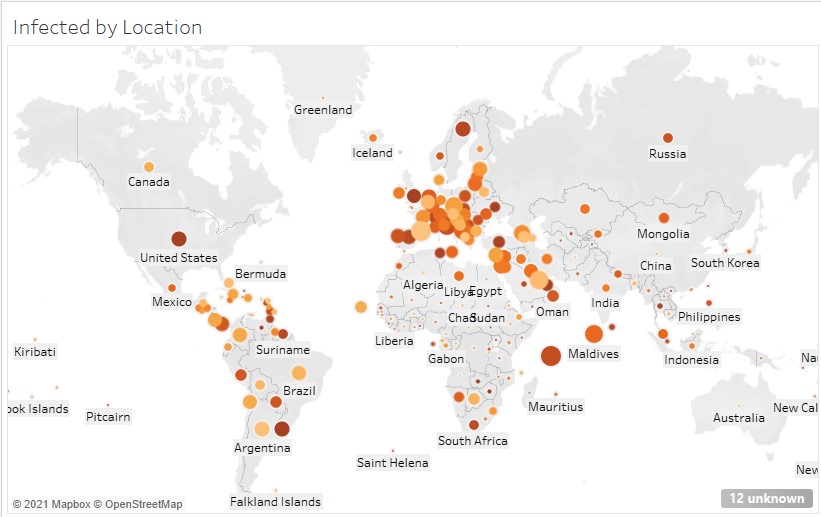 Infected by Location
Greenland
Iceland
Russia
Canada
Mongolia
United States
China
South Korea
Bermuda
Algeria
Libya
Egypt
Mexico
India
Oman
Chad
Sudan
Philippines
Liberia
Kiribati
Suriname
Gabon
Maldives
Indonesia
Na
Brazil
ook Islands
Pitcairn
Mauritius
New Cal
Australia
Argentina
South Africa
Saint Helena
New
Falkland Islands
12 unknown
© 2021 Mapbox © OpenStreetMap